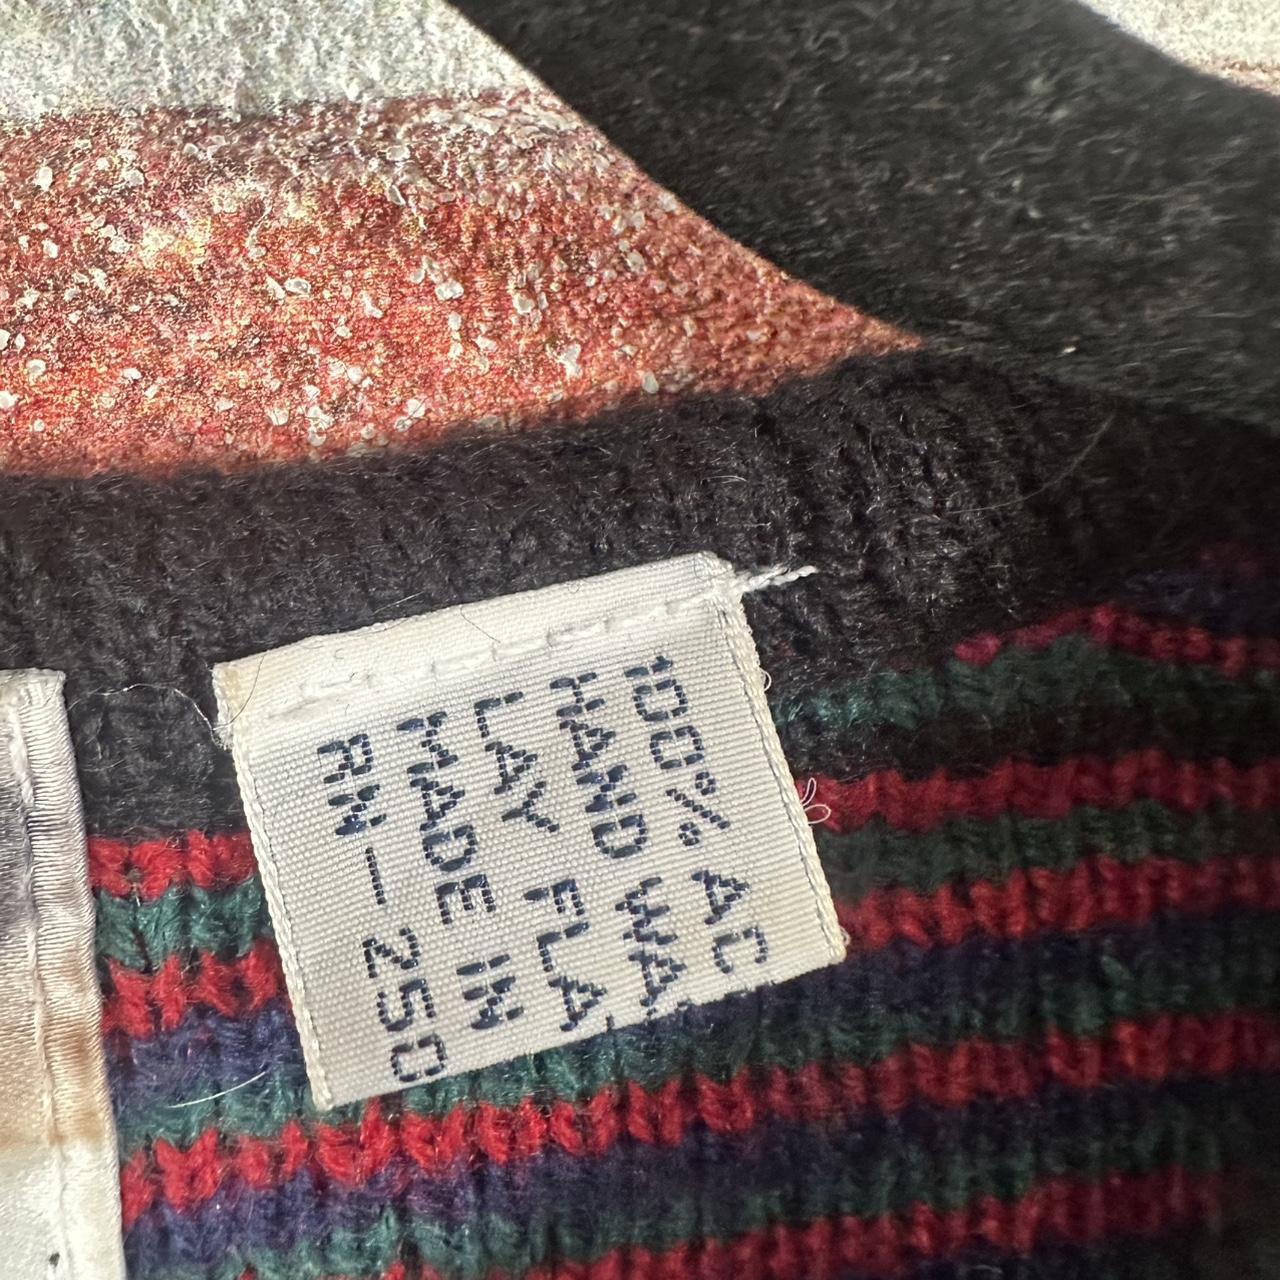 100% AC
HAND WA
LAY FLA
MADE IN
RN-250